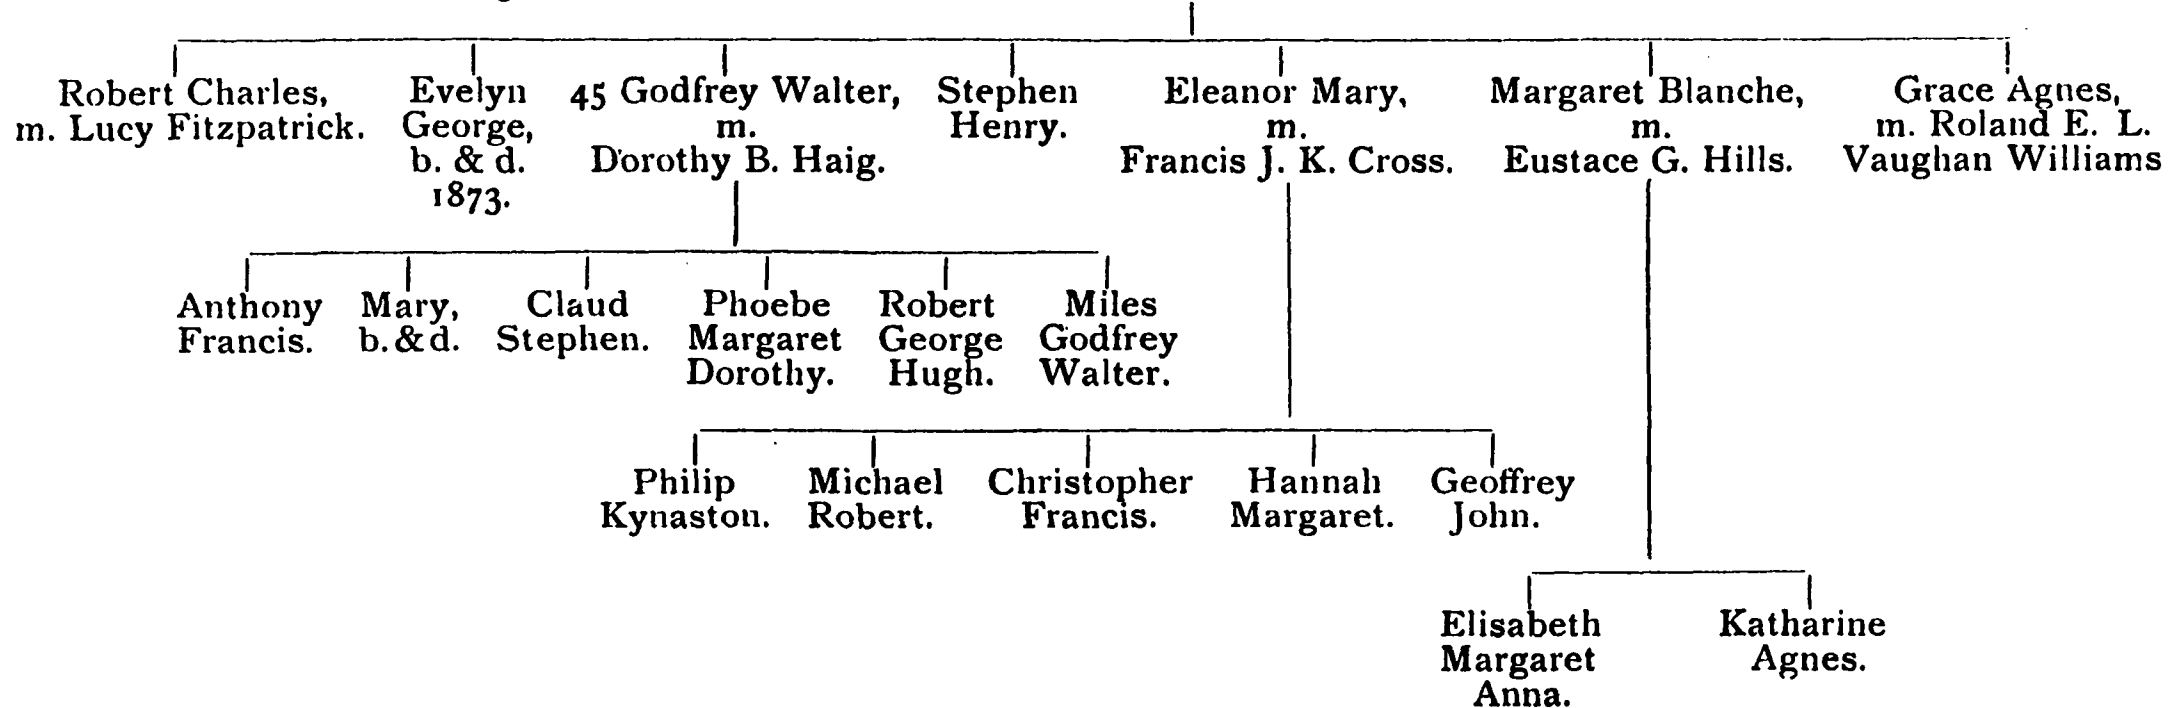 Robert Charles,
m. Lucy Fitzpatrick.
Evelyn
George,
b. & d.
1873.
45 Godfrey Walter,
m.
Dorothy B. Haig.
Stephen
Henry.
Eleanor Mary,
m.
Francis J. K. Cross.
Margaret Blanche,
m.
Eustace G. Hills.
Grace Agnes,
m. Roland E. L.
Vaughan Williams
Anthony
Francis.
Mary,
b. & d.
Claud
Stephen.
Phoebe
Margaret
Dorothy.
Robert
George
Hugh.
Miles
Godfrey
Walter.
Philip
Kynaston.
Michael
Robert.
Christopher
Francis.
Hannah
Margaret.
Geoffrey
John.
Elisabeth
Margaret
Anna.
Katharine
Agnes.